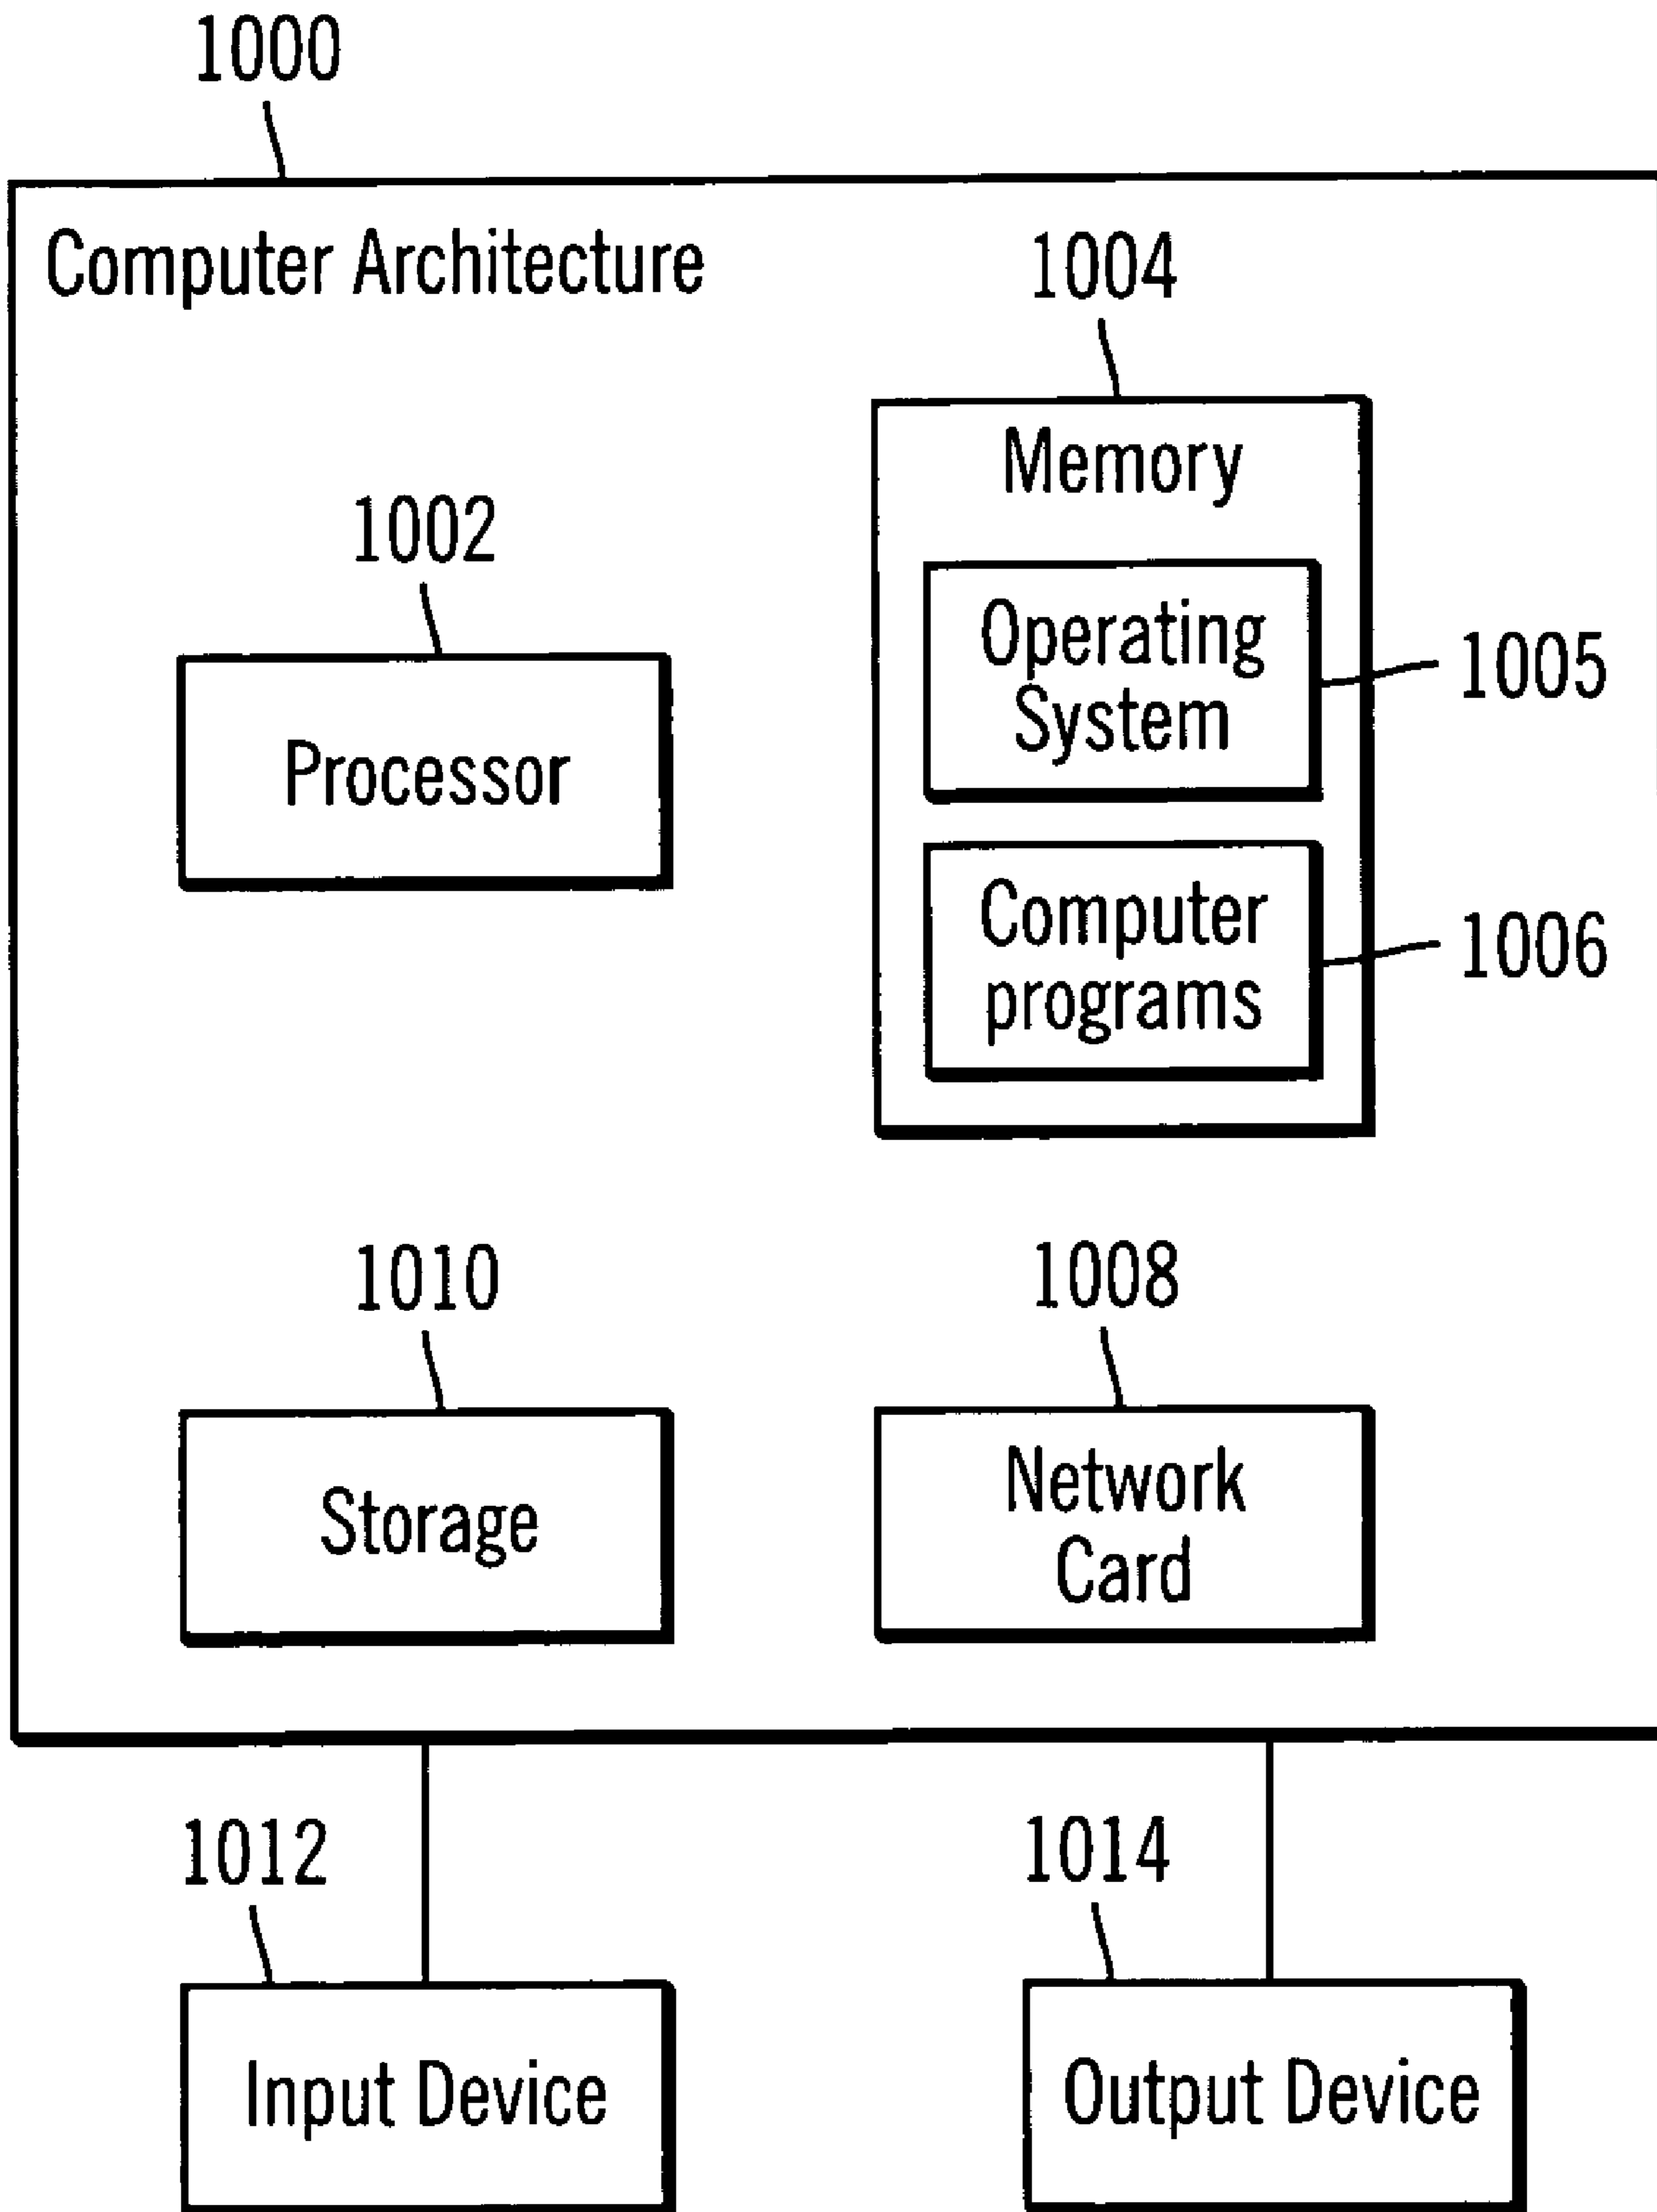 1000
Computer Architecture
1004
Memory
1002
Operating
System
1005
Processor
Computer
programs
1006
1010
1008
Storage
Network
Card
1012
1014
Input Device
Output Device